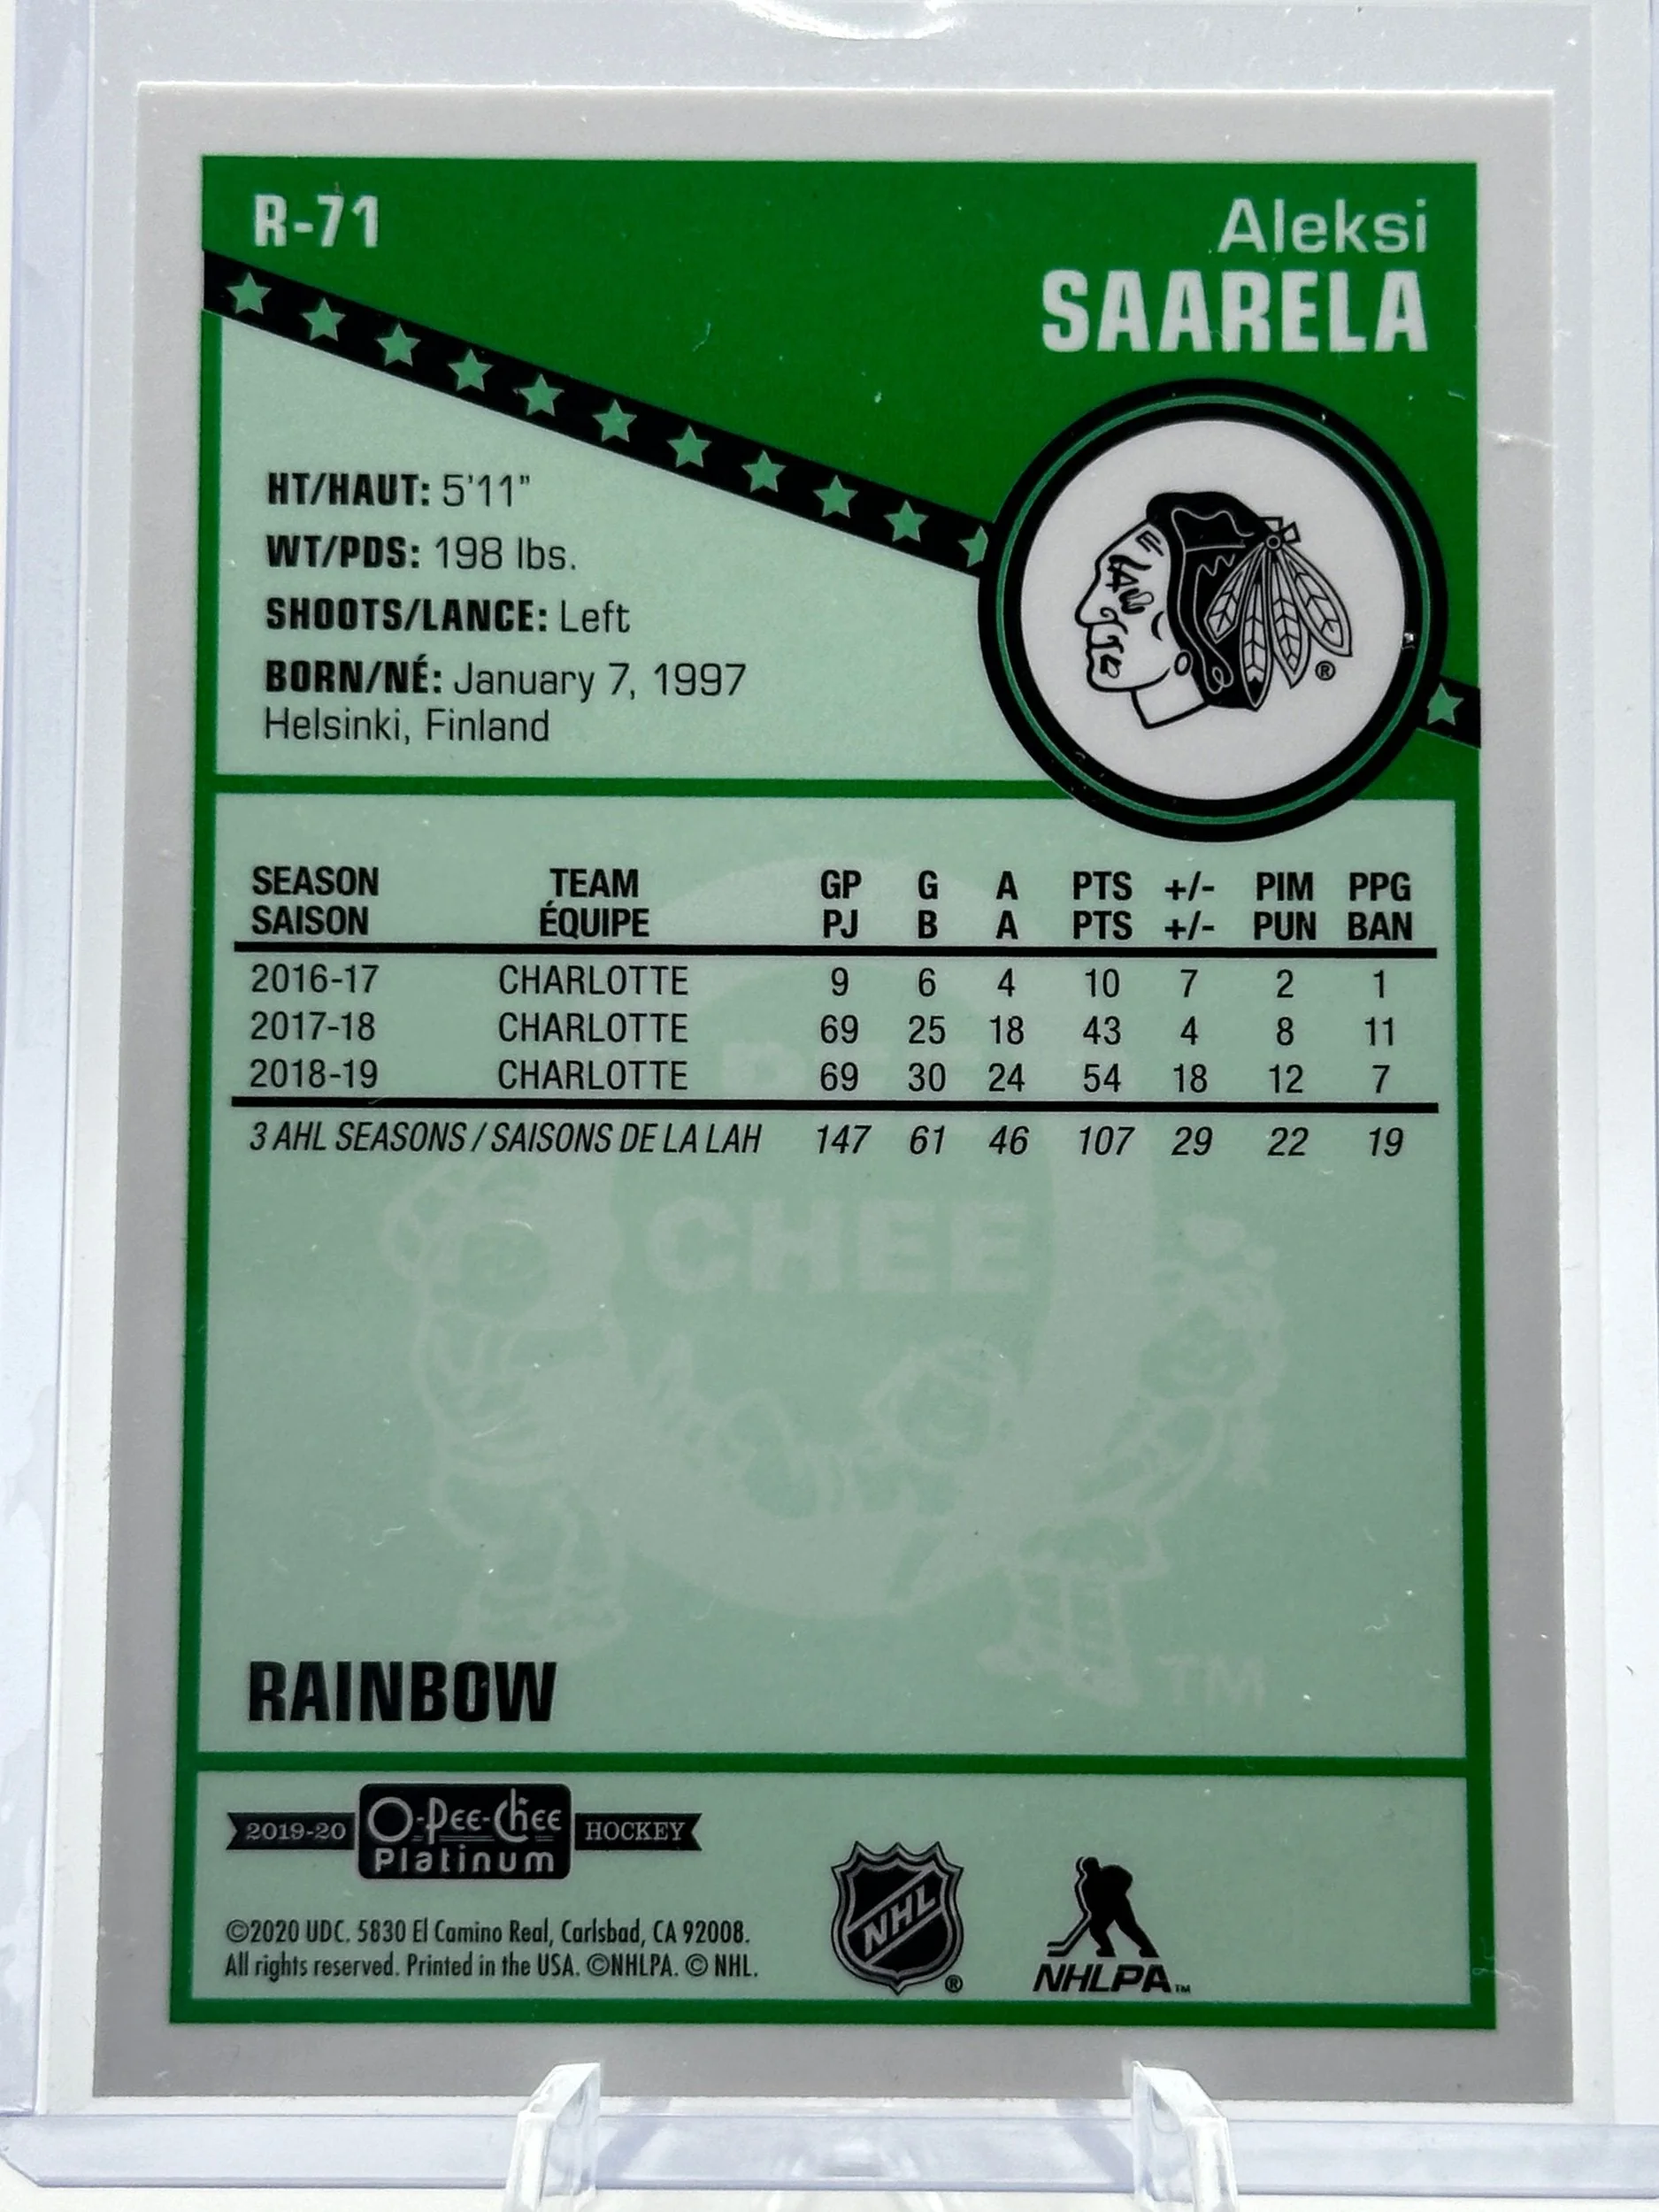 R-71
Aleksi
SAARELA
HT/HAUT: 5'11"
WT/PDS: 198 lbs.
SHOOTS/LANCE: Left
BORN/NÉ: January 7, 1997
Helsinki, Finland
®
SEASON TEAM GP G A PTS +/- PIM PPG
SAISON ÉQUIPE PJ B A PTS +/- PUN BAN
2016-17 CHARLOTTE 9 6 4 10 7 2 1
2017-18 CHARLOTTE 69 25 18 43 4 8 11
2018-19 CHARLOTTE 69 30 24 54 18 12 7
3 AHL SEASONS / SAISONS DE LA LAH 147 61 46 107 29 22 19
CHEE
TM
RAINBOW
2019-20 O-Pee-Chee HOCKEY
Platinum
©2020 UDC. 5830 El Camino Real, Carlsbad, CA 92008.
All rights reserved. Printed in the USA. ©NHLPA. © NHL.
NHL ®
NHLPA TM